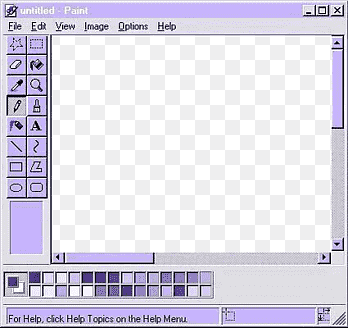 untitled - Paint
File Edit View Image Options Help
A
For Help, click Help Topics on the Help Menu.